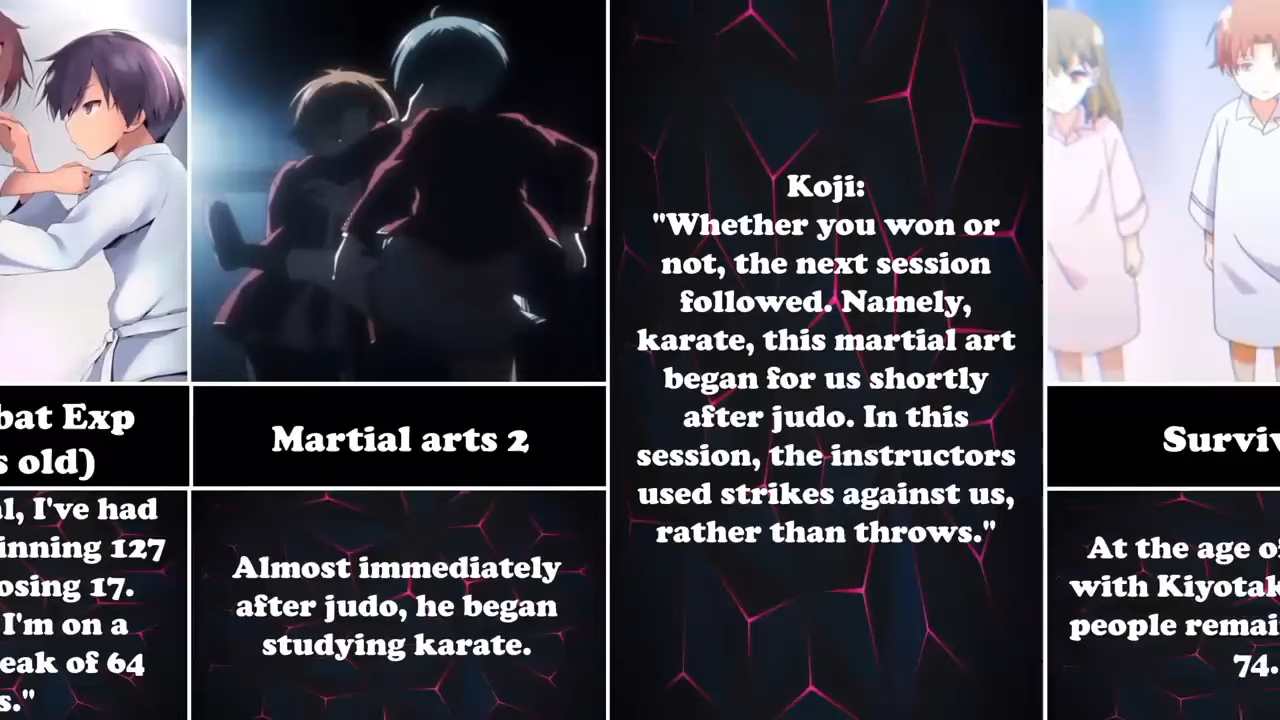 bat Exp
s old)
l, I've had
inning 127
osing 17.
I'm on a
eak of 64
s."
Martial arts 2
Almost immediately
after judo, he began
studying karate.
Koji:
"Whether you won or
not, the next session
followed. Namely,
karate, this martial art
began for us shortly
after judo. In this
session, the instructors
used strikes against us,
rather than throws."
Surviv
At the age of
with Kiyotak
people remai
74.